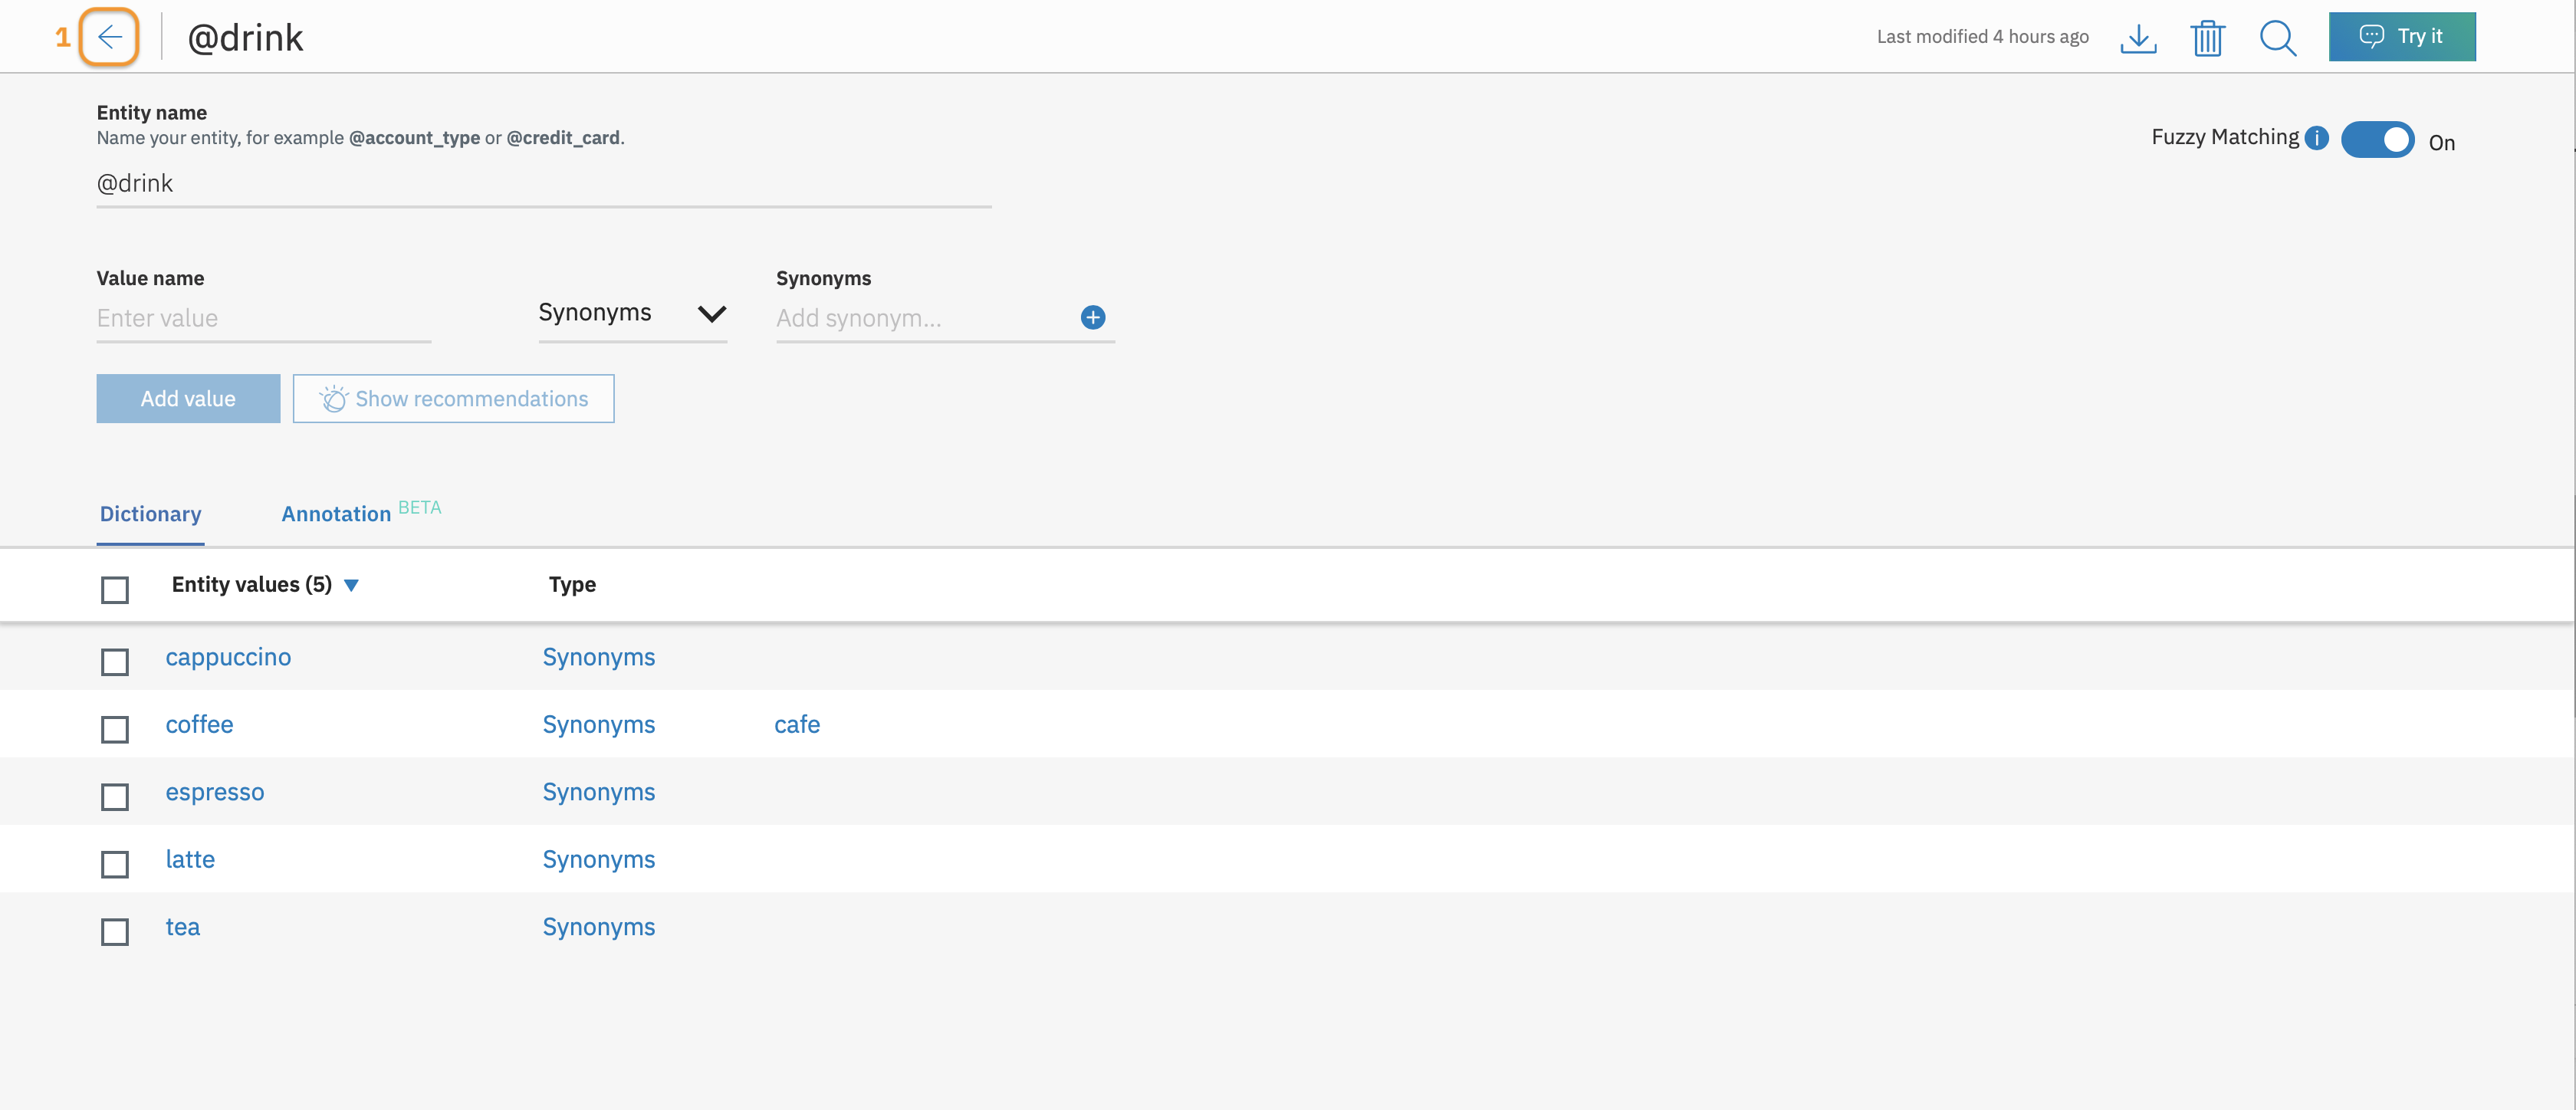 1
@drink
Last modified 4 hours ago
Try it
Entity name
Name your entity, for example @account_type or @credit_card.
Fuzzy Matching i On
@drink
Value name
Synonyms
Enter value
Synonyms
Add synonym...
Add value
Show recommendations
Dictionary
Annotation BETA
Entity values (5) Type
cappuccino Synonyms
coffee Synonyms cafe
espresso Synonyms
latte Synonyms
tea Synonyms